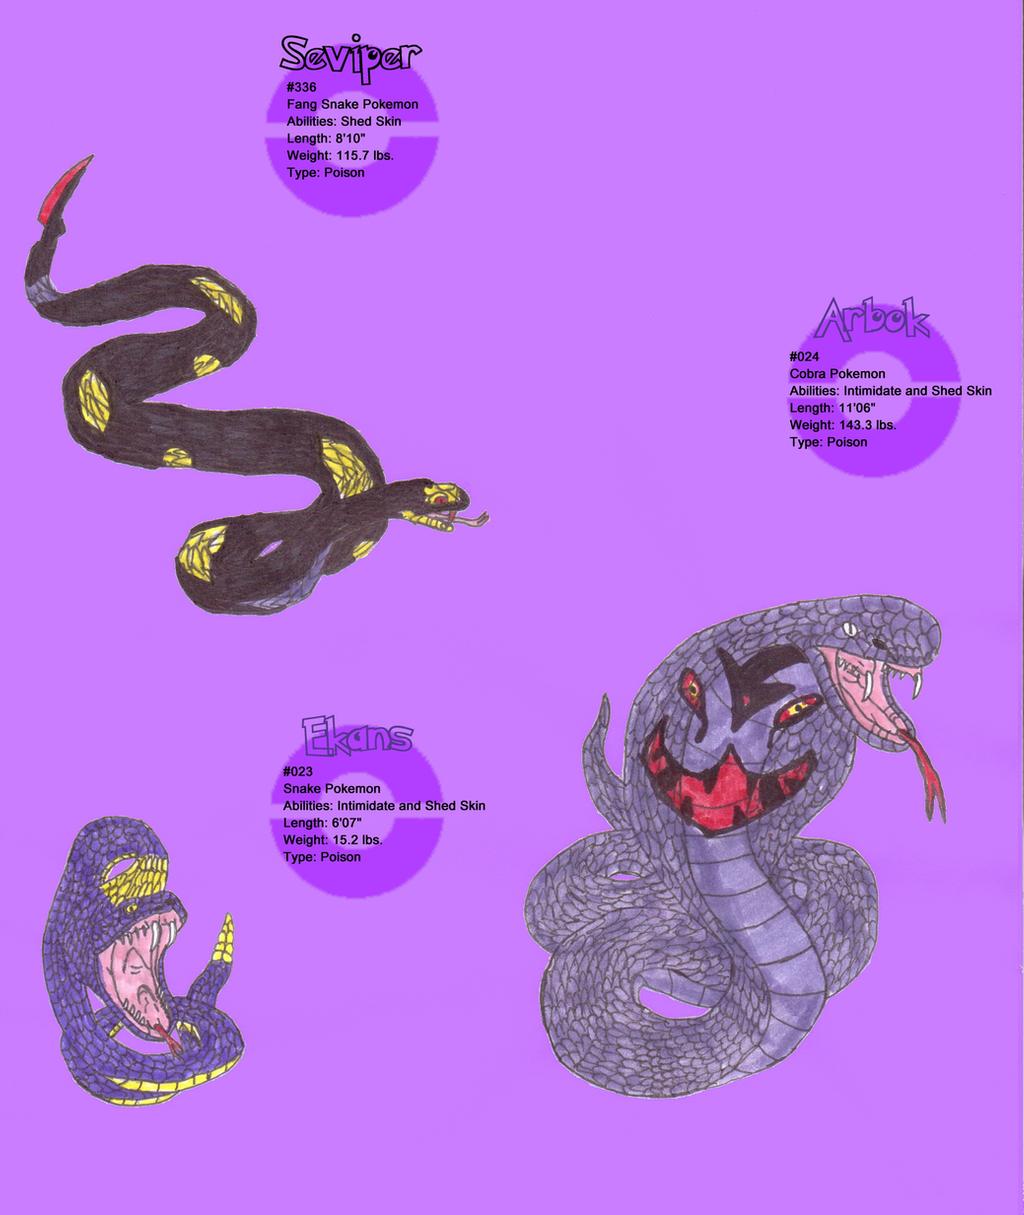 Seviper
#336
Fang Snake Pokemon
Abilities: Shed Skin
Length: 8'10"
Weight: 115.7 lbs.
Type: Poison
Arbok
#024
Cobra Pokemon
Abilities: Intimidate and Shed Skin
Length: 11'06"
Weight: 143.3 lbs.
Type: Poison
Ekans
#023
Snake Pokemon
Abilities: Intimidate and Shed Skin
Length: 6'07"
Weight: 15.2 lbs.
Type: Poison